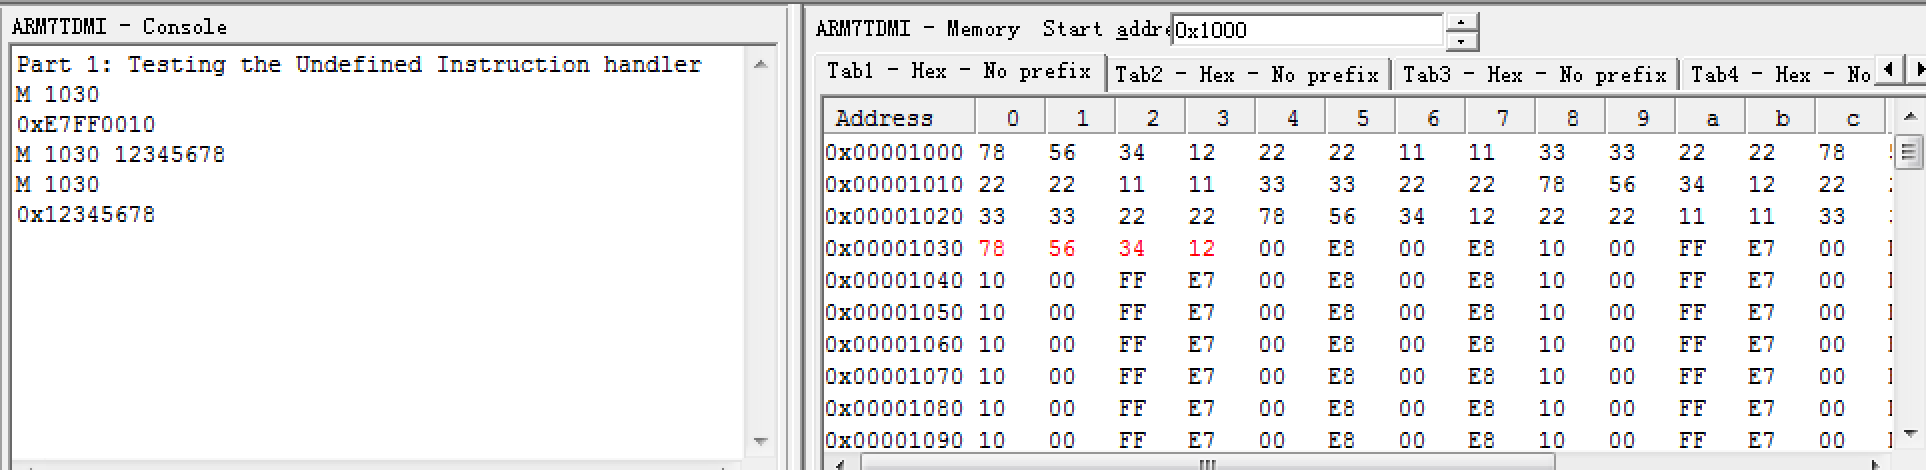 ARM7TDMI - Console
Part 1: Testing the Undefined Instruction handler
M 1030
0xE7FF0010
M 1030 12345678
M 1030
0x12345678
ARM7TDMI - Memory Start addre 0x1000
Tab1 - Hex - No prefix Tab2 - Hex - No prefix Tab3 - Hex - No prefix Tab4 - Hex - No
Address 0 1 2 3 4 5 6 7 8 9 a b c
0x00001000 78 56 34 12 22 22 11 11 33 33 22 22 78
0x00001010 22 22 11 11 33 33 22 22 78 56 34 12 22
0x00001020 33 33 22 22 78 56 34 12 22 22 11 11 33
0x00001030 78 56 34 12 00 E8 00 E8 10 00 FF E7 00
0x00001040 10 00 FF E7 00 E8 00 E8 10 00 FF E7 00
0x00001050 10 00 FF E7 00 E8 00 E8 10 00 FF E7 00
0x00001060 10 00 FF E7 00 E8 00 E8 10 00 FF E7 00
0x00001070 10 00 FF E7 00 E8 00 E8 10 00 FF E7 00
0x00001080 10 00 FF E7 00 E8 00 E8 10 00 FF E7 00
0x00001090 10 00 FF E7 00 E8 00 E8 10 00 FF E7 00